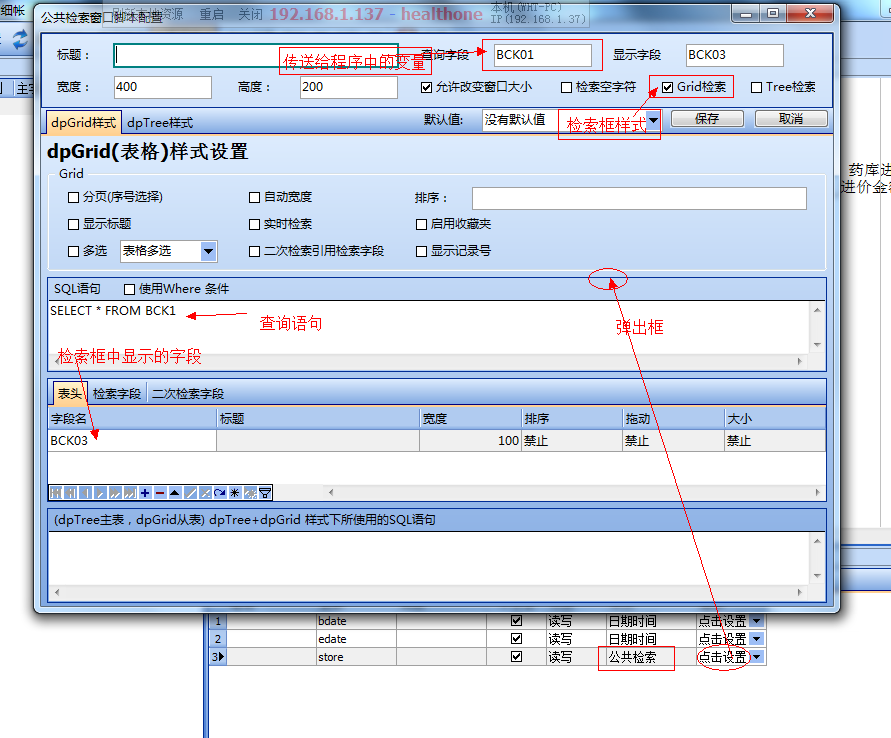 细帐
公共检索窗口脚本配置
资源 重启 关闭 192.168.1.137 - healthone
本机(WHT-PC)
IP(192.168.1.37)
标题：
查询字段 BCK01 显示字段 BCK03
传送给程序中的变量
宽度： 400 高度： 200 允许改变窗口大小 检索空字符 Grid检索 Tree检索
主
dpGrid样式 dpTree样式 默认值: 没有默认值 检索框样式 保存 取消
dpGrid(表格)样式设置
药库进
进价金额
Grid
分页(序号选择) 自动宽度 排序：
显示标题 实时检索 启用收藏夹
多选 表格多选 二次检索引用检索字段 显示记录号
SQL语句 使用Where 条件
SELECT * FROM BCK1
查询语句
弹出框
检索框中显示的字段
表头 检索字段 二次检索字段
字段名 标题 宽度 排序 拖动 大小
BCK03 100 禁止 禁止 禁止
(dpTree主表，dpGrid从表) dpTree+dpGrid 样式下所使用的SQL语句
1 bdate 读写 日期时间 点击设置
2 edate 读写 日期时间 点击设置
3 store 读写 公共检索 点击设置